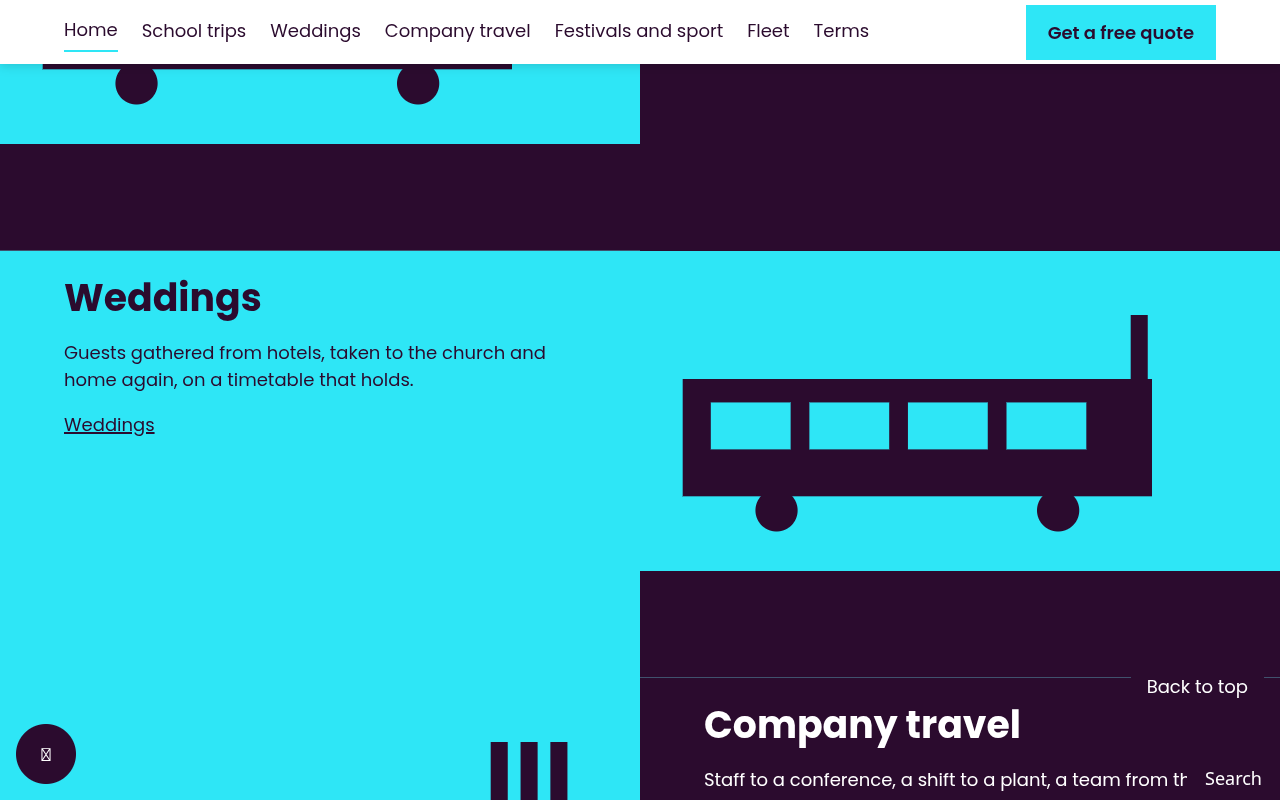 Home School trips Weddings Company travel Festivals and sport Fleet Terms Get a free quote
Weddings
Guests gathered from hotels, taken to the church and
home again, on a timetable that holds.
Weddings
Back to top
Company travel
Staff to a conference, a shift to a plant, a team from
Search